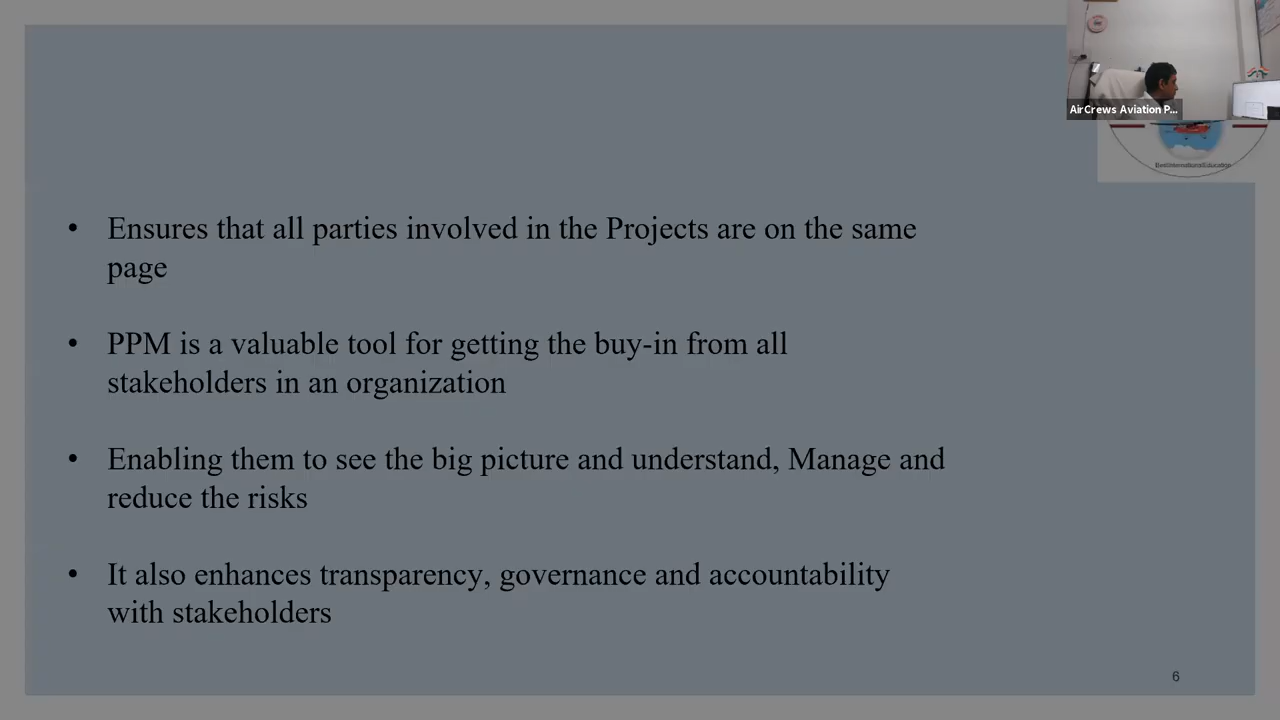 AirCrews Aviation P...
BestInternationalEducation
• Ensures that all parties involved in the Projects are on the same
page
• PPM is a valuable tool for getting the buy-in from all
stakeholders in an organization
• Enabling them to see the big picture and understand, Manage and
reduce the risks
• It also enhances transparency, governance and accountability
with stakeholders
6